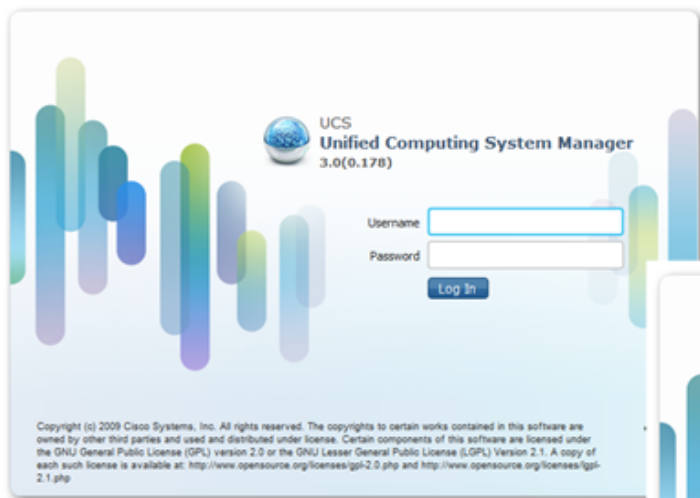 UCS
Unified Computing System Manager
3.0(0.178)
Username
Password
Log In
Copyright (c) 2009 Cisco Systems, Inc. All rights reserved. The copyrights to certain works contained in this software are
owned by other third parties and used and distributed under license. Certain components of this software are licensed under
the GNU General Public License (GPL) version 2.0 or the GNU Lesser General Public License (LGPL) Version 2.1. A copy of
each such license is available at: http://www.opensource.org/licenses/gpl-2.0.php and http://www.opensource.org/licenses/lgpl-
2.1.php